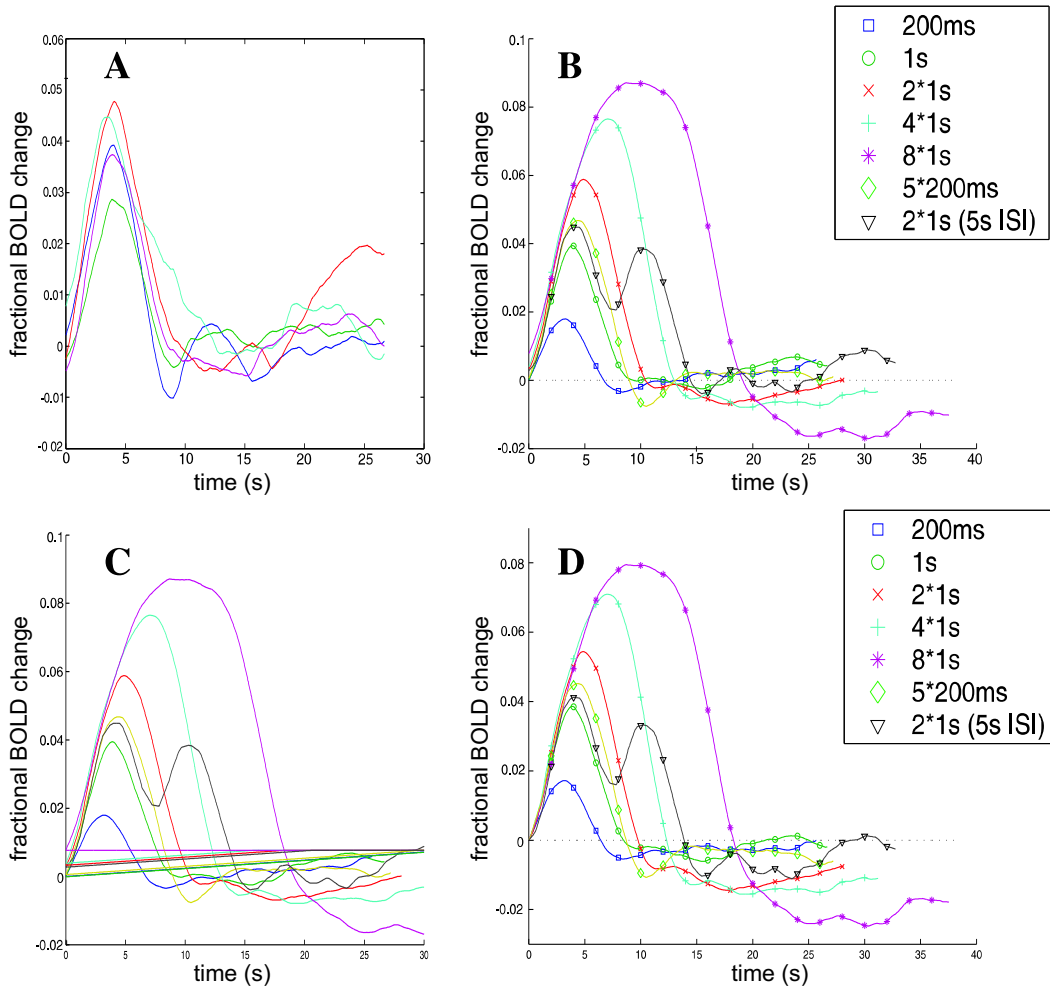 A
fractional BOLD change
0.06
0.05
0.04
0.03
0.02
0.01
0
-0.01
-0.02
0
5
10
15
20
25
30
time (s)
B
fractional BOLD change
0.1
0.08
0.06
0.04
0.02
0
-0.02
0
5
10
15
20
25
30
35
40
time (s)
200ms
1s
2*1s
4*1s
8*1s
5*200ms
2*1s (5s ISI)
C
fractional BOLD change
0.1
0.08
0.06
0.04
0.02
0
-0.02
0
5
10
15
20
25
30
time (s)
D
fractional BOLD change
0.08
0.06
0.04
0.02
0
-0.02
0
5
10
15
20
25
30
35
40
time (s)
200ms
1s
2*1s
4*1s
8*1s
5*200ms
2*1s (5s ISI)